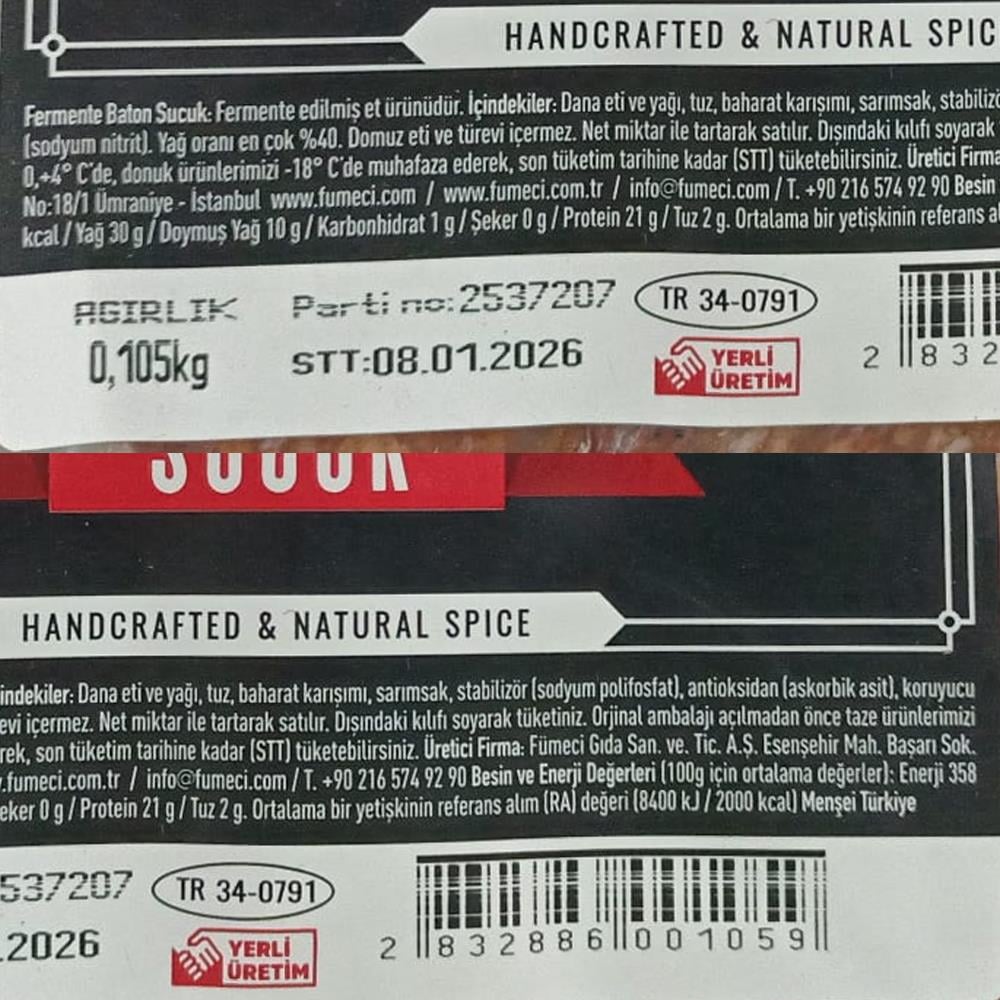 HANDCRAFTED & NATURAL SPIC
Fermente Baton Sucuk: Fermente edilmiş et ürünüdür. İçindekiler: Dana eti ve yağı, tuz, baharat karışımı, sarımsak, stabilizö
(sodyum nitrit). Yağ oranı en çok %40. Domuz eti ve türevi içermez. Net miktar ile tartarak satılır. Dışındaki kılıfı soyarak
0,+4° C'de, donuk ürünlerimizi -18° C'de muhafaza ederek, son tüketim tarihine kadar (STT) tüketebilirsiniz. Üretici Firma
No:18/1 Ümraniye - İstanbul www.fumeci.com / www.fumeci.com.tr / info@fumeci.com / T. +90 216 574 92 90 Besin
kcal / Yağ 30 g / Doymuş Yağ 10 g / Karbonhidrat 1 g / Şeker 0 g / Protein 21 g / Tuz 2 g. Ortalama bir yetişkinin referans a
AGIRLIK Parti no:2537207 TR 34-0791
0,105kg STT:08.01.2026 YERLİ ÜRETİM 2 832
SUCUK
HANDCRAFTED & NATURAL SPICE
indekiler: Dana eti ve yağı, tuz, baharat karışımı, sarımsak, stabilizör (sodyum polifosfat), antioksidan (askorbik asit), koruyucu
evi içermez. Net miktar ile tartarak satılır. Dışındaki kılıfı soyarak tüketiniz. Orjinal ambalajı açılmadan önce taze ürünlerimizi
rek, son tüketim tarihine kadar (STT) tüketebilirsiniz. Üretici Firma: Fümeci Gıda San. ve. Tic. A.Ş. Esenşehir Mah. Başarı Sok.
.fumeci.com.tr / info@fumeci.com / T. +90 216 574 92 90 Besin ve Enerji Değerleri (100g için ortalama değerler): Enerji 358
eker 0 g / Protein 21 g / Tuz 2 g. Ortalama bir yetişkinin referans alım (RA) değeri (8400 kJ / 2000 kcal) Menşei Türkiye
537207 TR 34-0791
.2026 YERLİ ÜRETİM 2 832886 001059